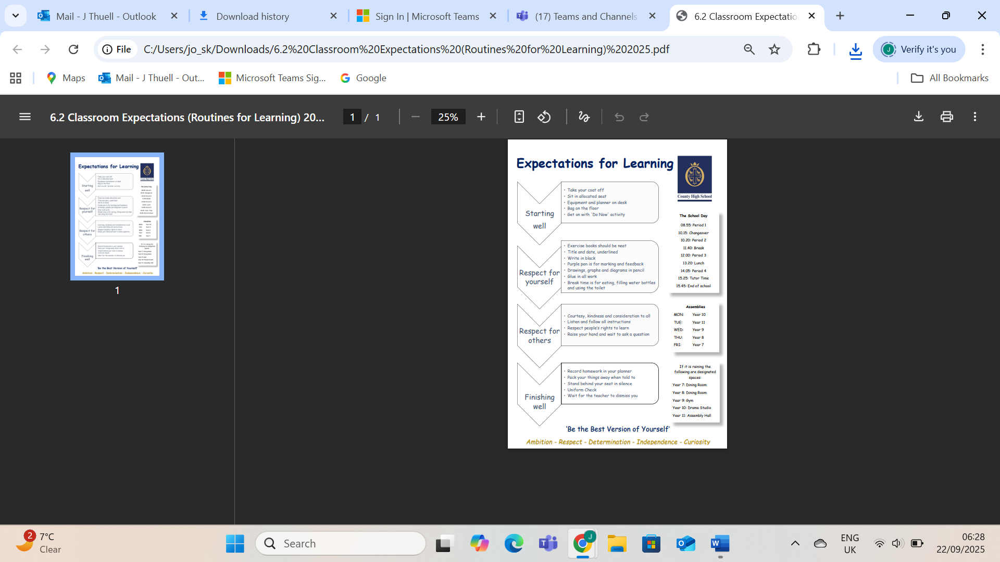 Mail - J Thuell - Outlook
Download history
Sign In | Microsoft Teams
(17) Teams and Channels
6.2 Classroom Expectatio
File
C:/Users/jo_sk/Downloads/6.2%20Classroom%20Expectations%20(Routines%20for%20Learning)%202025.pdf
J
Verify it's you
Maps
Mail - J Thuell - Out...
Microsoft Teams Sig...
Google
All Bookmarks
6.2 Classroom Expectations (Routines for Learning) 20...
1 / 1
25%
1
Expectations for Learning
County High School
Starting
well
• Take your coat off
• Sit in allocated seat
• Equipment and planner on desk
• Bag on the floor
• Get on with 'Do Now' activity
Respect for
yourself
• Exercise books should be neat
• Title and date, underlined
• Write in black
• Purple pen is for marking and feedback
• Drawings, graphs and diagrams in pencil
• Glue in all work
• Break time is for eating, filling water bottles
and using the toilet
Respect for
others
• Courtesy, kindness and consideration to all
• Listen and follow all instructions
• Respect people's rights to learn
• Raise your hand and wait to ask a question
Finishing
well
• Record homework in your planner
• Pack your things away when told to
• Stand behind your seat in silence
• Uniform Check
• Wait for the teacher to dismiss you
The School Day
08.55: Period 1
10.15: Changeover
10.20: Period 2
11.40: Break
12.00: Period 3
13.20: Lunch
14.05: Period 4
15.25: Tutor Time
15.45: End of school
Assemblies
MON: Year 10
TUE: Year 11
WED: Year 9
THU: Year 8
FRI: Year 7
If it is raining the
following are designated
spaces:
Year 7: Dining Room
Year 8: Dining Room
Year 9: Gym
Year 10: Drama Studio
Year 11: Assembly Hall
'Be the Best Version of Yourself'
Ambition - Respect - Determination - Independence - Curiosity
2
7°C
Clear
Search
J
ENG
UK
06:28
22/09/2025